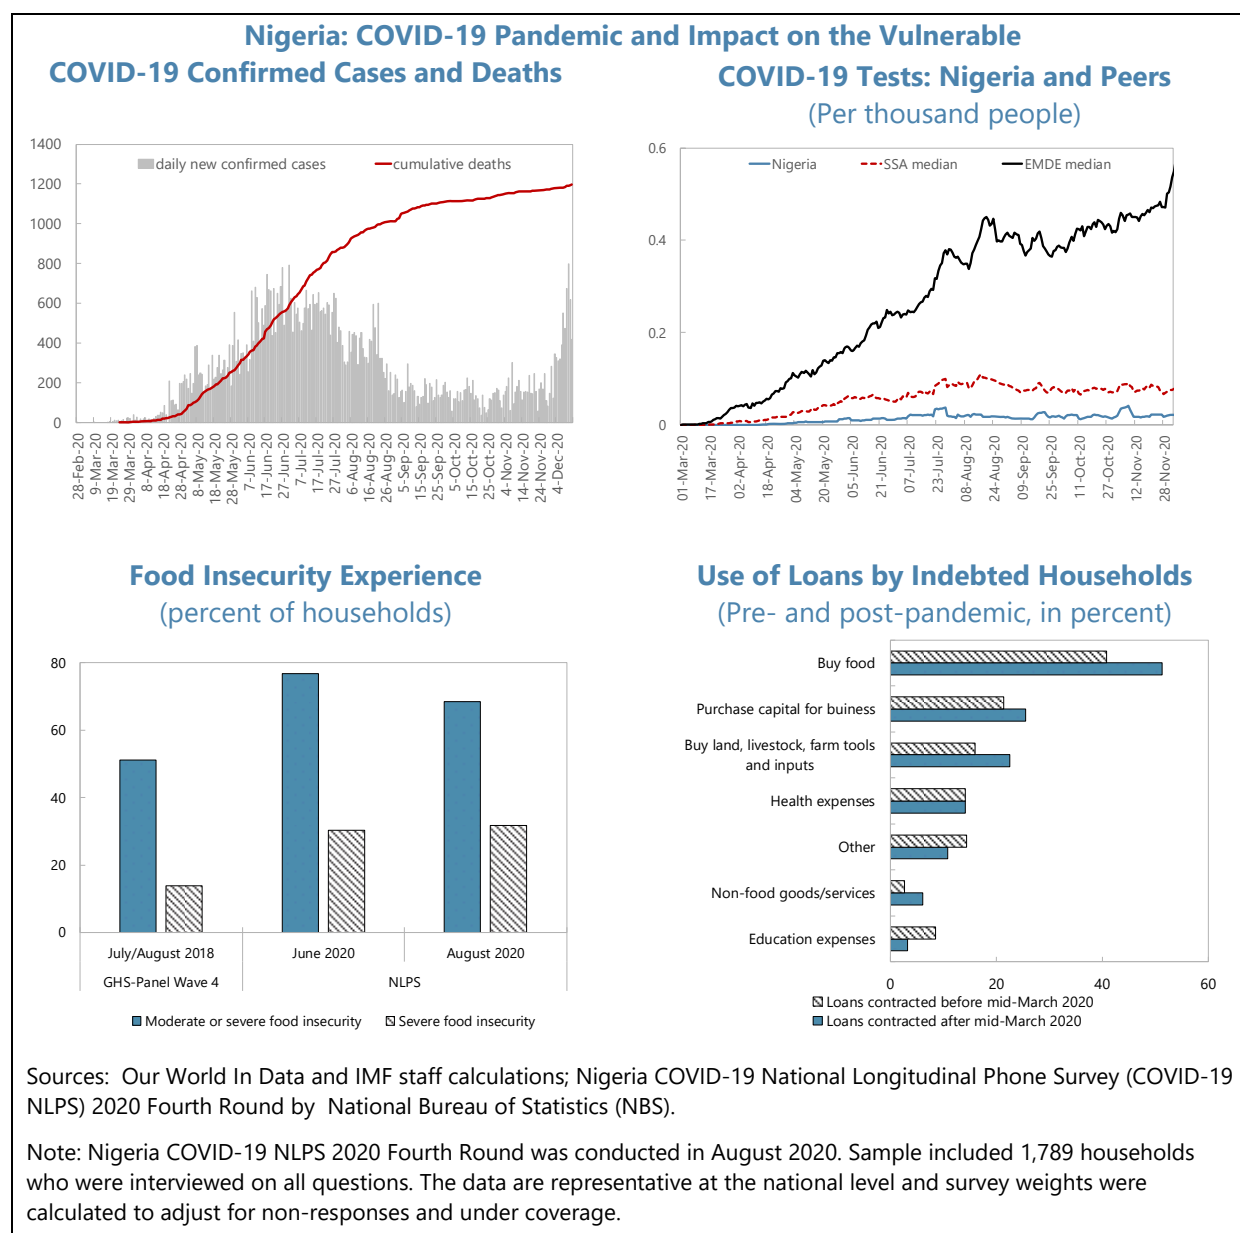 Nigeria: COVID-19 Pandemic and Impact on the Vulnerable
COVID-19 Confirmed Cases and Deaths
1400
1200
1000
800
600
400
200
0
daily new confirmed cases
cumulative deaths
28-Feb-20
9-Mar-20
19-Mar-20
29-Mar-20
8-Apr-20
18-Apr-20
28-Apr-20
8-May-20
18-May-20
28-May-20
7-Jun-20
17-Jun-20
27-Jun-20
7-Jul-20
17-Jul-20
27-Jul-20
6-Aug-20
16-Aug-20
26-Aug-20
5-Sep-20
15-Sep-20
25-Sep-20
5-Oct-20
15-Oct-20
25-Oct-20
4-Nov-20
14-Nov-20
24-Nov-20
4-Dec-20
COVID-19 Tests: Nigeria and Peers
(Per thousand people)
0.6
0.4
0.2
0
Nigeria
SSA median
EMDE median
01-Mar-20
17-Mar-20
02-Apr-20
18-Apr-20
04-May-20
20-May-20
05-Jun-20
21-Jun-20
07-Jul-20
23-Jul-20
08-Aug-20
24-Aug-20
09-Sep-20
25-Sep-20
11-Oct-20
27-Oct-20
12-Nov-20
28-Nov-20
Food Insecurity Experience
(percent of households)
80
60
40
20
0
July/August 2018
June 2020
August 2020
GHS-Panel Wave 4
NLPS
Moderate or severe food insecurity
Severe food insecurity
Use of Loans by Indebted Households
(Pre- and post-pandemic, in percent)
Buy food
Purchase capital for buiness
Buy land, livestock, farm tools
and inputs
Health expenses
Other
Non-food goods/services
Education expenses
0
20
40
60
Loans contracted before mid-March 2020
Loans contracted after mid-March 2020
Sources:  Our World In Data and IMF staff calculations; Nigeria COVID-19 National Longitudinal Phone Survey (COVID-19
NLPS) 2020 Fourth Round by  National Bureau of Statistics (NBS).
Note: Nigeria COVID-19 NLPS 2020 Fourth Round was conducted in August 2020. Sample included 1,789 households
who were interviewed on all questions. The data are representative at the national level and survey weights were
calculated to adjust for non-responses and under coverage.